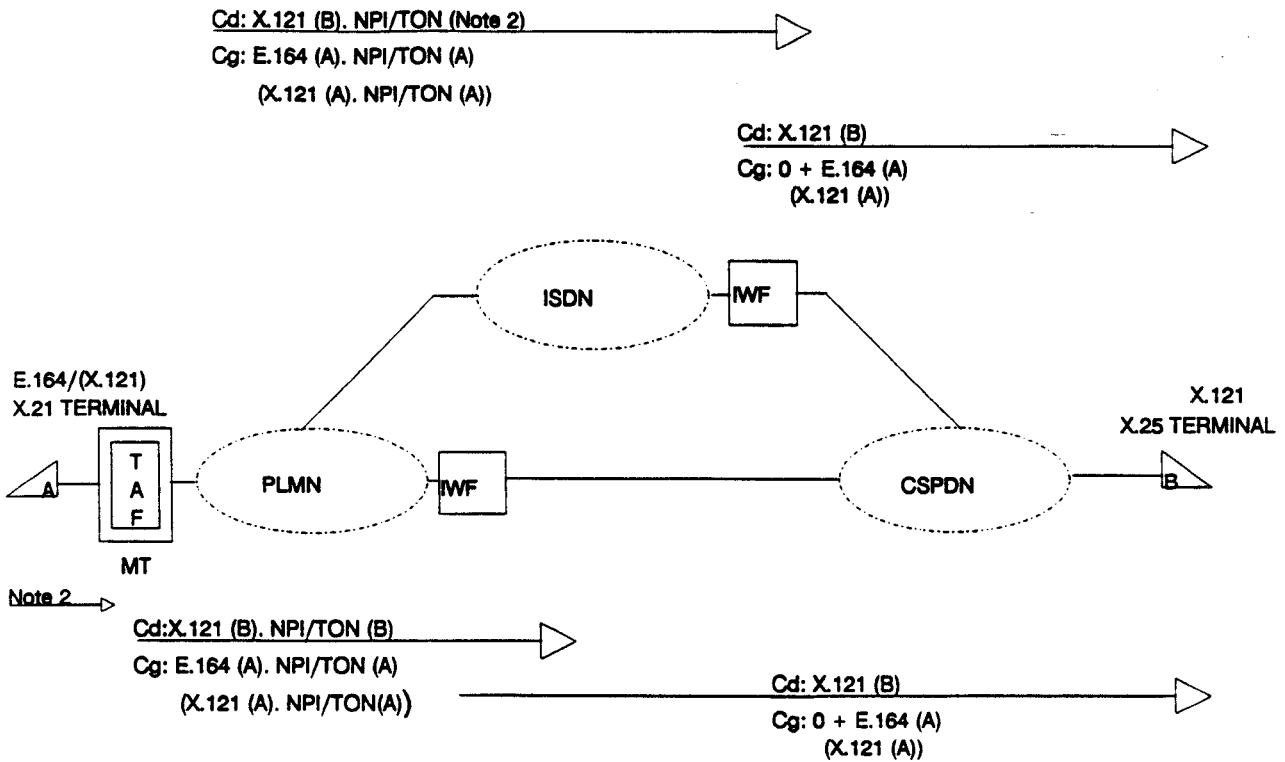 Cd: X.121 (B). NPI/TON (Note 2)
Cg: E.164 (A). NPI/TON (A)
(X.121 (A). NPI/TON (A))
Cd: X.121 (B)
Cg: 0 + E.164 (A)
(X.121 (A))
ISDN
IWF
E.164/(X.121)
X.21 TERMINAL
X.121
X.25 TERMINAL
A
T
A
F
PLMN
IWF
CSPDN
B
MT
Note 2
Cd:X.121 (B). NPI/TON (B)
Cg: E.164 (A). NPI/TON (A)
(X.121 (A). NPI/TON(A))
Cd: X.121 (B)
Cg: 0 + E.164 (A)
(X.121 (A))